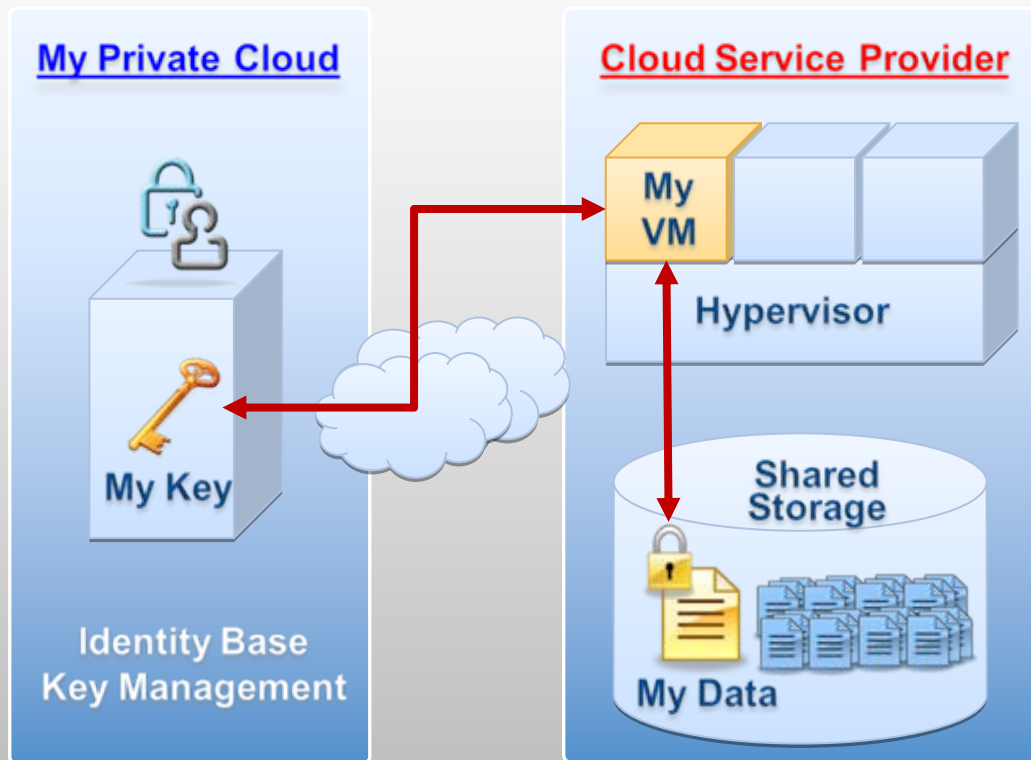 My Private Cloud
My Key
Identity Base
Key Management
Cloud Service Provider
My
VM
Hypervisor
Shared
Storage
My Data